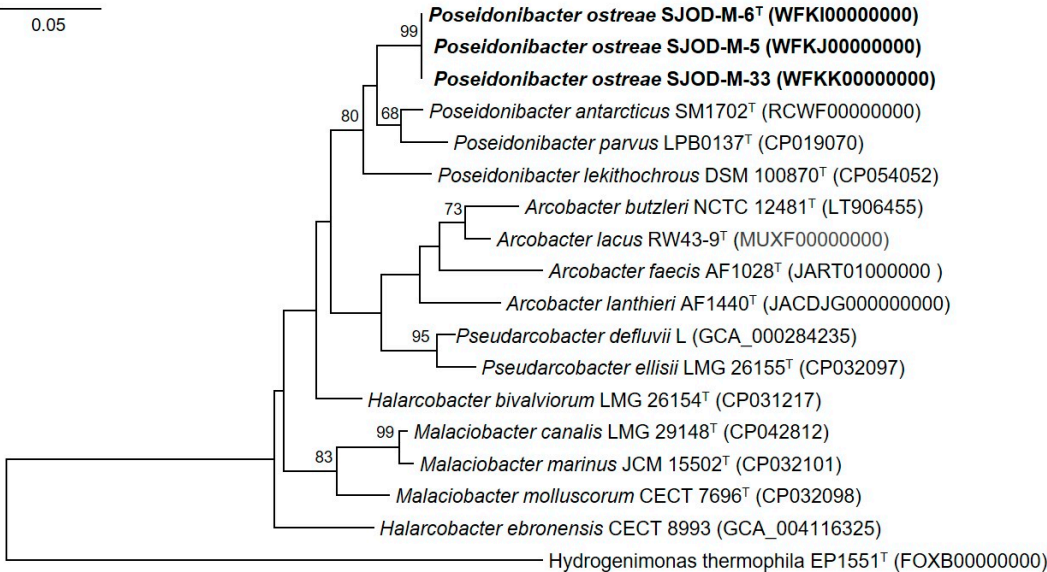 0.05
99
Poseidonibacter ostreae SJOD-M-6ᵀ (WFKI00000000)
Poseidonibacter ostreae SJOD-M-5 (WFKJ00000000)
Poseidonibacter ostreae SJOD-M-33 (WFKK00000000)
80
68
Poseidonibacter antarcticus SM1702ᵀ (RCWF00000000)
Poseidonibacter parvus LPB0137ᵀ (CP019070)
Poseidonibacter lekithochrous DSM 100870ᵀ (CP054052)
73
Arcobacter butzleri NCTC 12481ᵀ (LT906455)
Arcobacter lacus RW43-9ᵀ (MUXF00000000)
Arcobacter faecis AF1028ᵀ (JART01000000 )
Arcobacter lanthieri AF1440ᵀ (JACDJG000000000)
95
Pseudarcobacter defluvii L (GCA_000284235)
Pseudarcobacter ellisii LMG 26155ᵀ (CP032097)
Halarcobacter bivalviorum LMG 26154ᵀ (CP031217)
99
Malaciobacter canalis LMG 29148ᵀ (CP042812)
83
Malaciobacter marinus JCM 15502ᵀ (CP032101)
Malaciobacter molluscorum CECT 7696ᵀ (CP032098)
Halarcobacter ebronensis CECT 8993 (GCA_004116325)
Hydrogenimonas thermophila EP1551ᵀ (FOXB00000000)